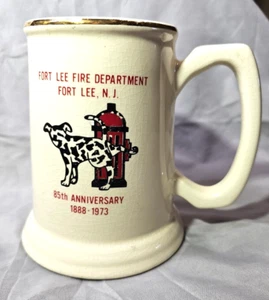 FORT LEE FIRE DEPARTMENT
FORT LEE, N.J.
85th ANNIVERSARY
1888-1973